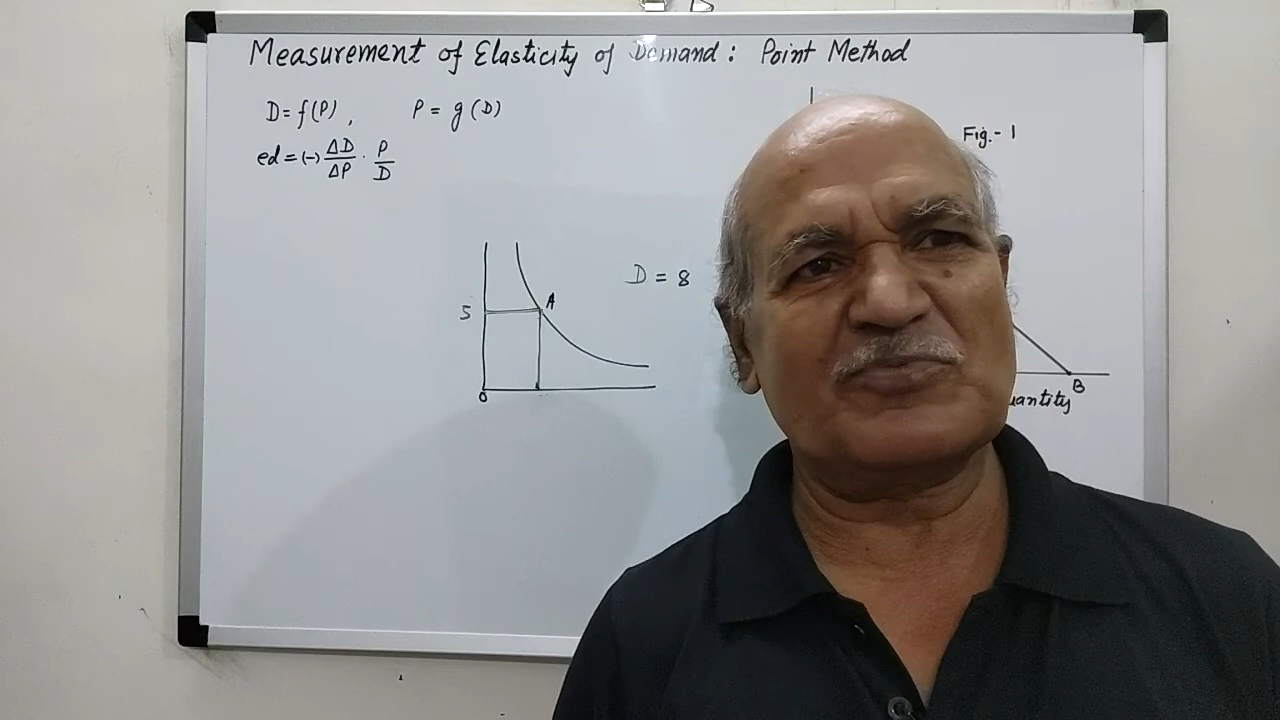 Measurement of Elasticity of Demand: Point Method
D = f(P), P = g(D)
ed = (-) ΔD/ΔP · P/D
Fig.- 1
D = 8
A
5
B
0
uantity